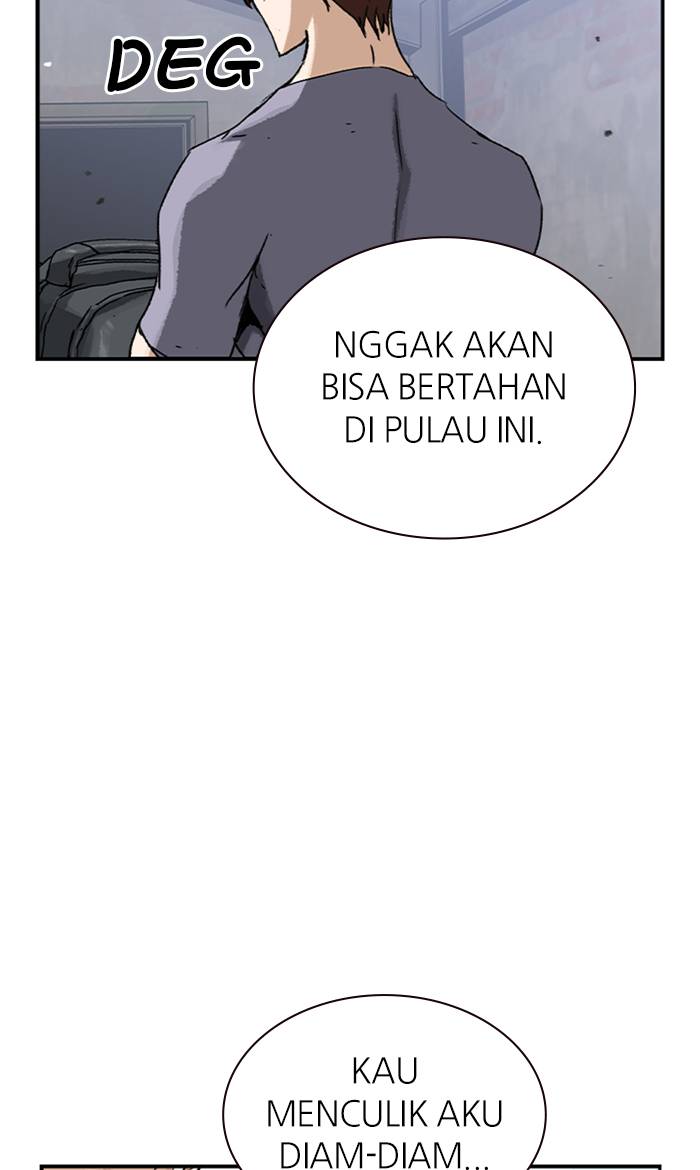 DEG
NGGAK AKAN
BISA BERTAHAN
DI PULAU INI.
KAU
MENCULIK AKU
DIAM-DIAM...